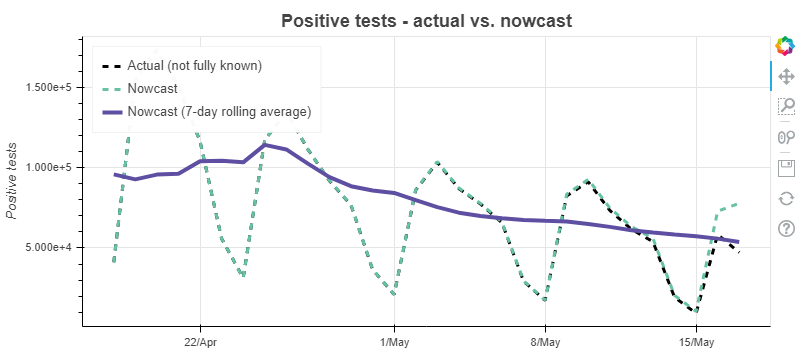 Positive tests - actual vs. nowcast
Actual (not fully known)
Nowcast
Nowcast (7-day rolling average)
1.500e+5
1.000e+5
5.000e+4
Positive tests
22/Apr
1/May
8/May
15/May